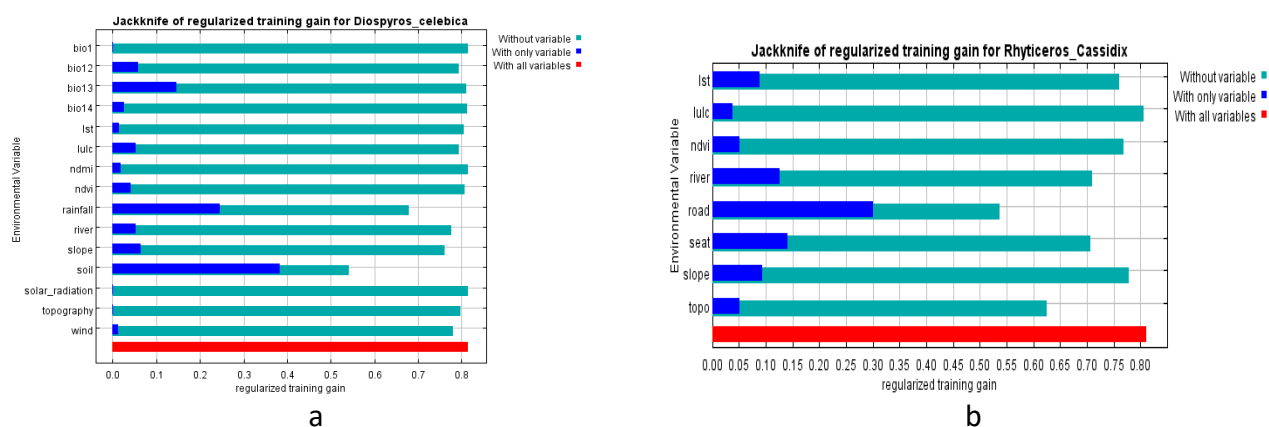 Jackknife of regularized training gain for Diospyros_celebica
Without variable
With only variable
With all variables
Environmental Variable
bio1
bio12
bio13
bio14
lst
lulc
ndmi
ndvi
rainfall
river
slope
soil
solar_radiation
topography
wind
0.0 0.1 0.2 0.3 0.4 0.5 0.6 0.7 0.8
regularized training gain
a
Jackknife of regularized training gain for Rhyticeros_Cassidix
Without variable
With only variable
With all variables
Environmental Variable
lst
lulc
ndvi
river
road
seat
slope
topo
0.00 0.05 0.10 0.15 0.20 0.25 0.30 0.35 0.40 0.45 0.50 0.55 0.60 0.65 0.70 0.75 0.80
regularized training gain
b